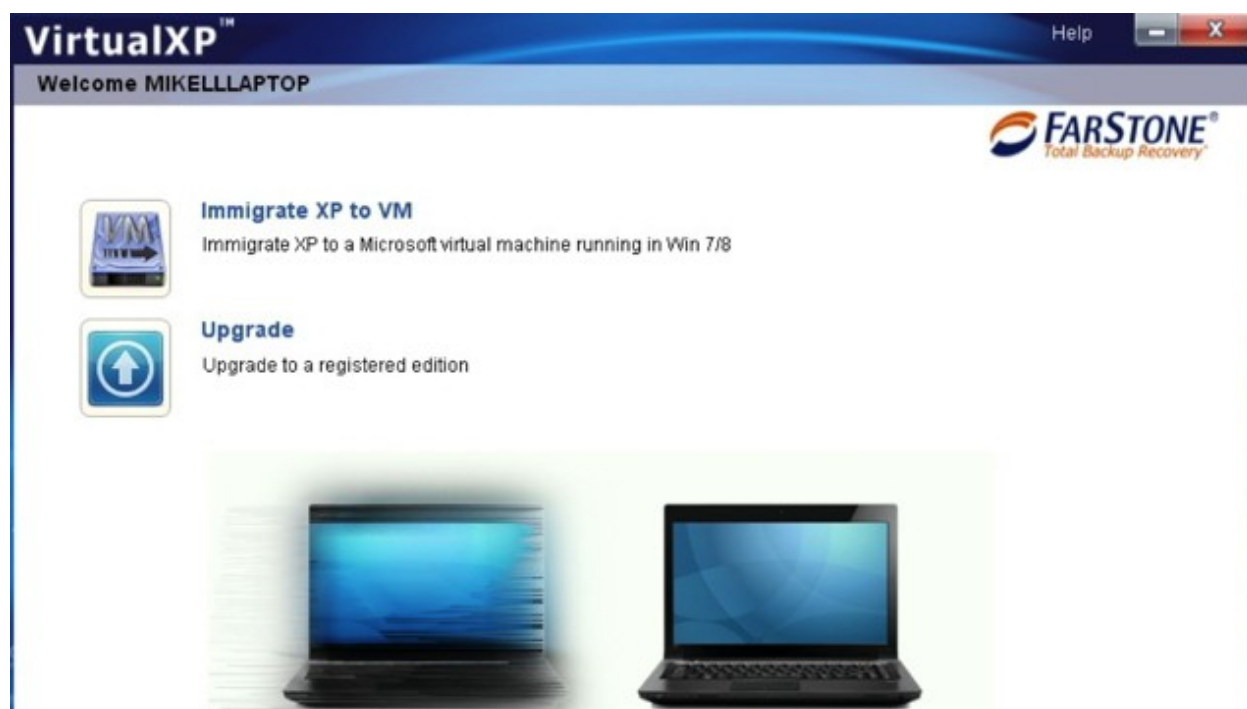 VirtualXP™
Help
Welcome MIKELLLAPTOP
FARSTONE®
Total Backup Recovery
VM
Immigrate XP to VM
Immigrate XP to a Microsoft virtual machine running in Win 7/8
Upgrade
Upgrade to a registered edition